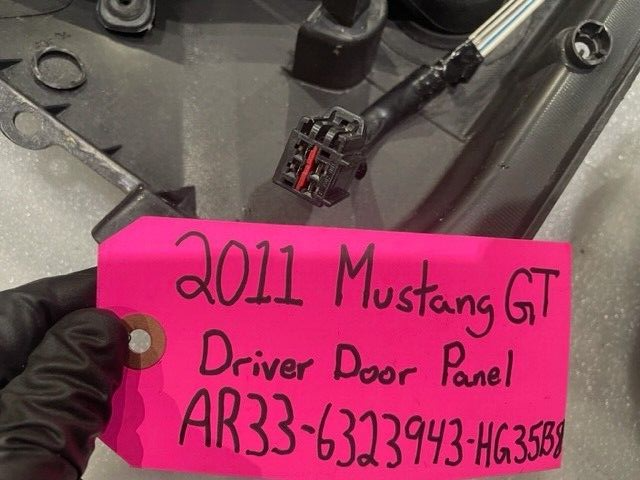 2011 Mustang GT
Driver Door Panel
AR33-6323943-HG35B8